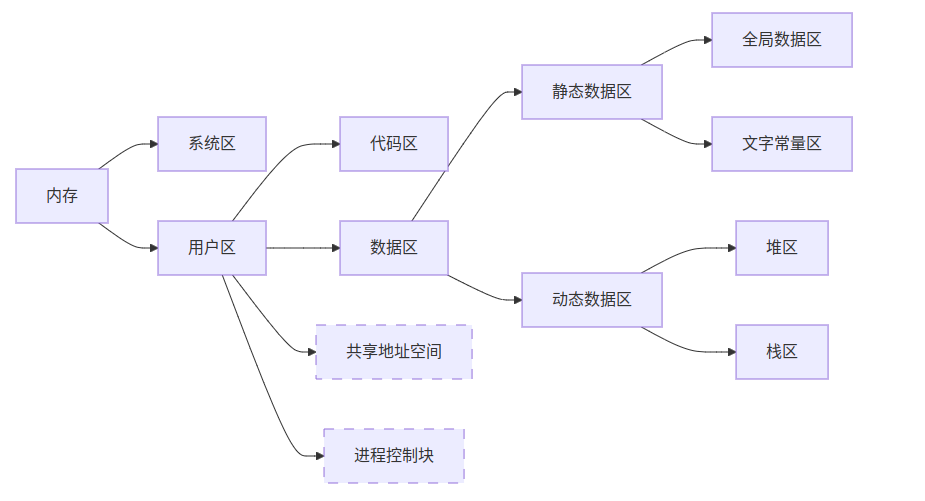 内存
系统区
用户区
代码区
数据区
共享地址空间
进程控制块
静态数据区
动态数据区
全局数据区
文字常量区
堆区
栈区